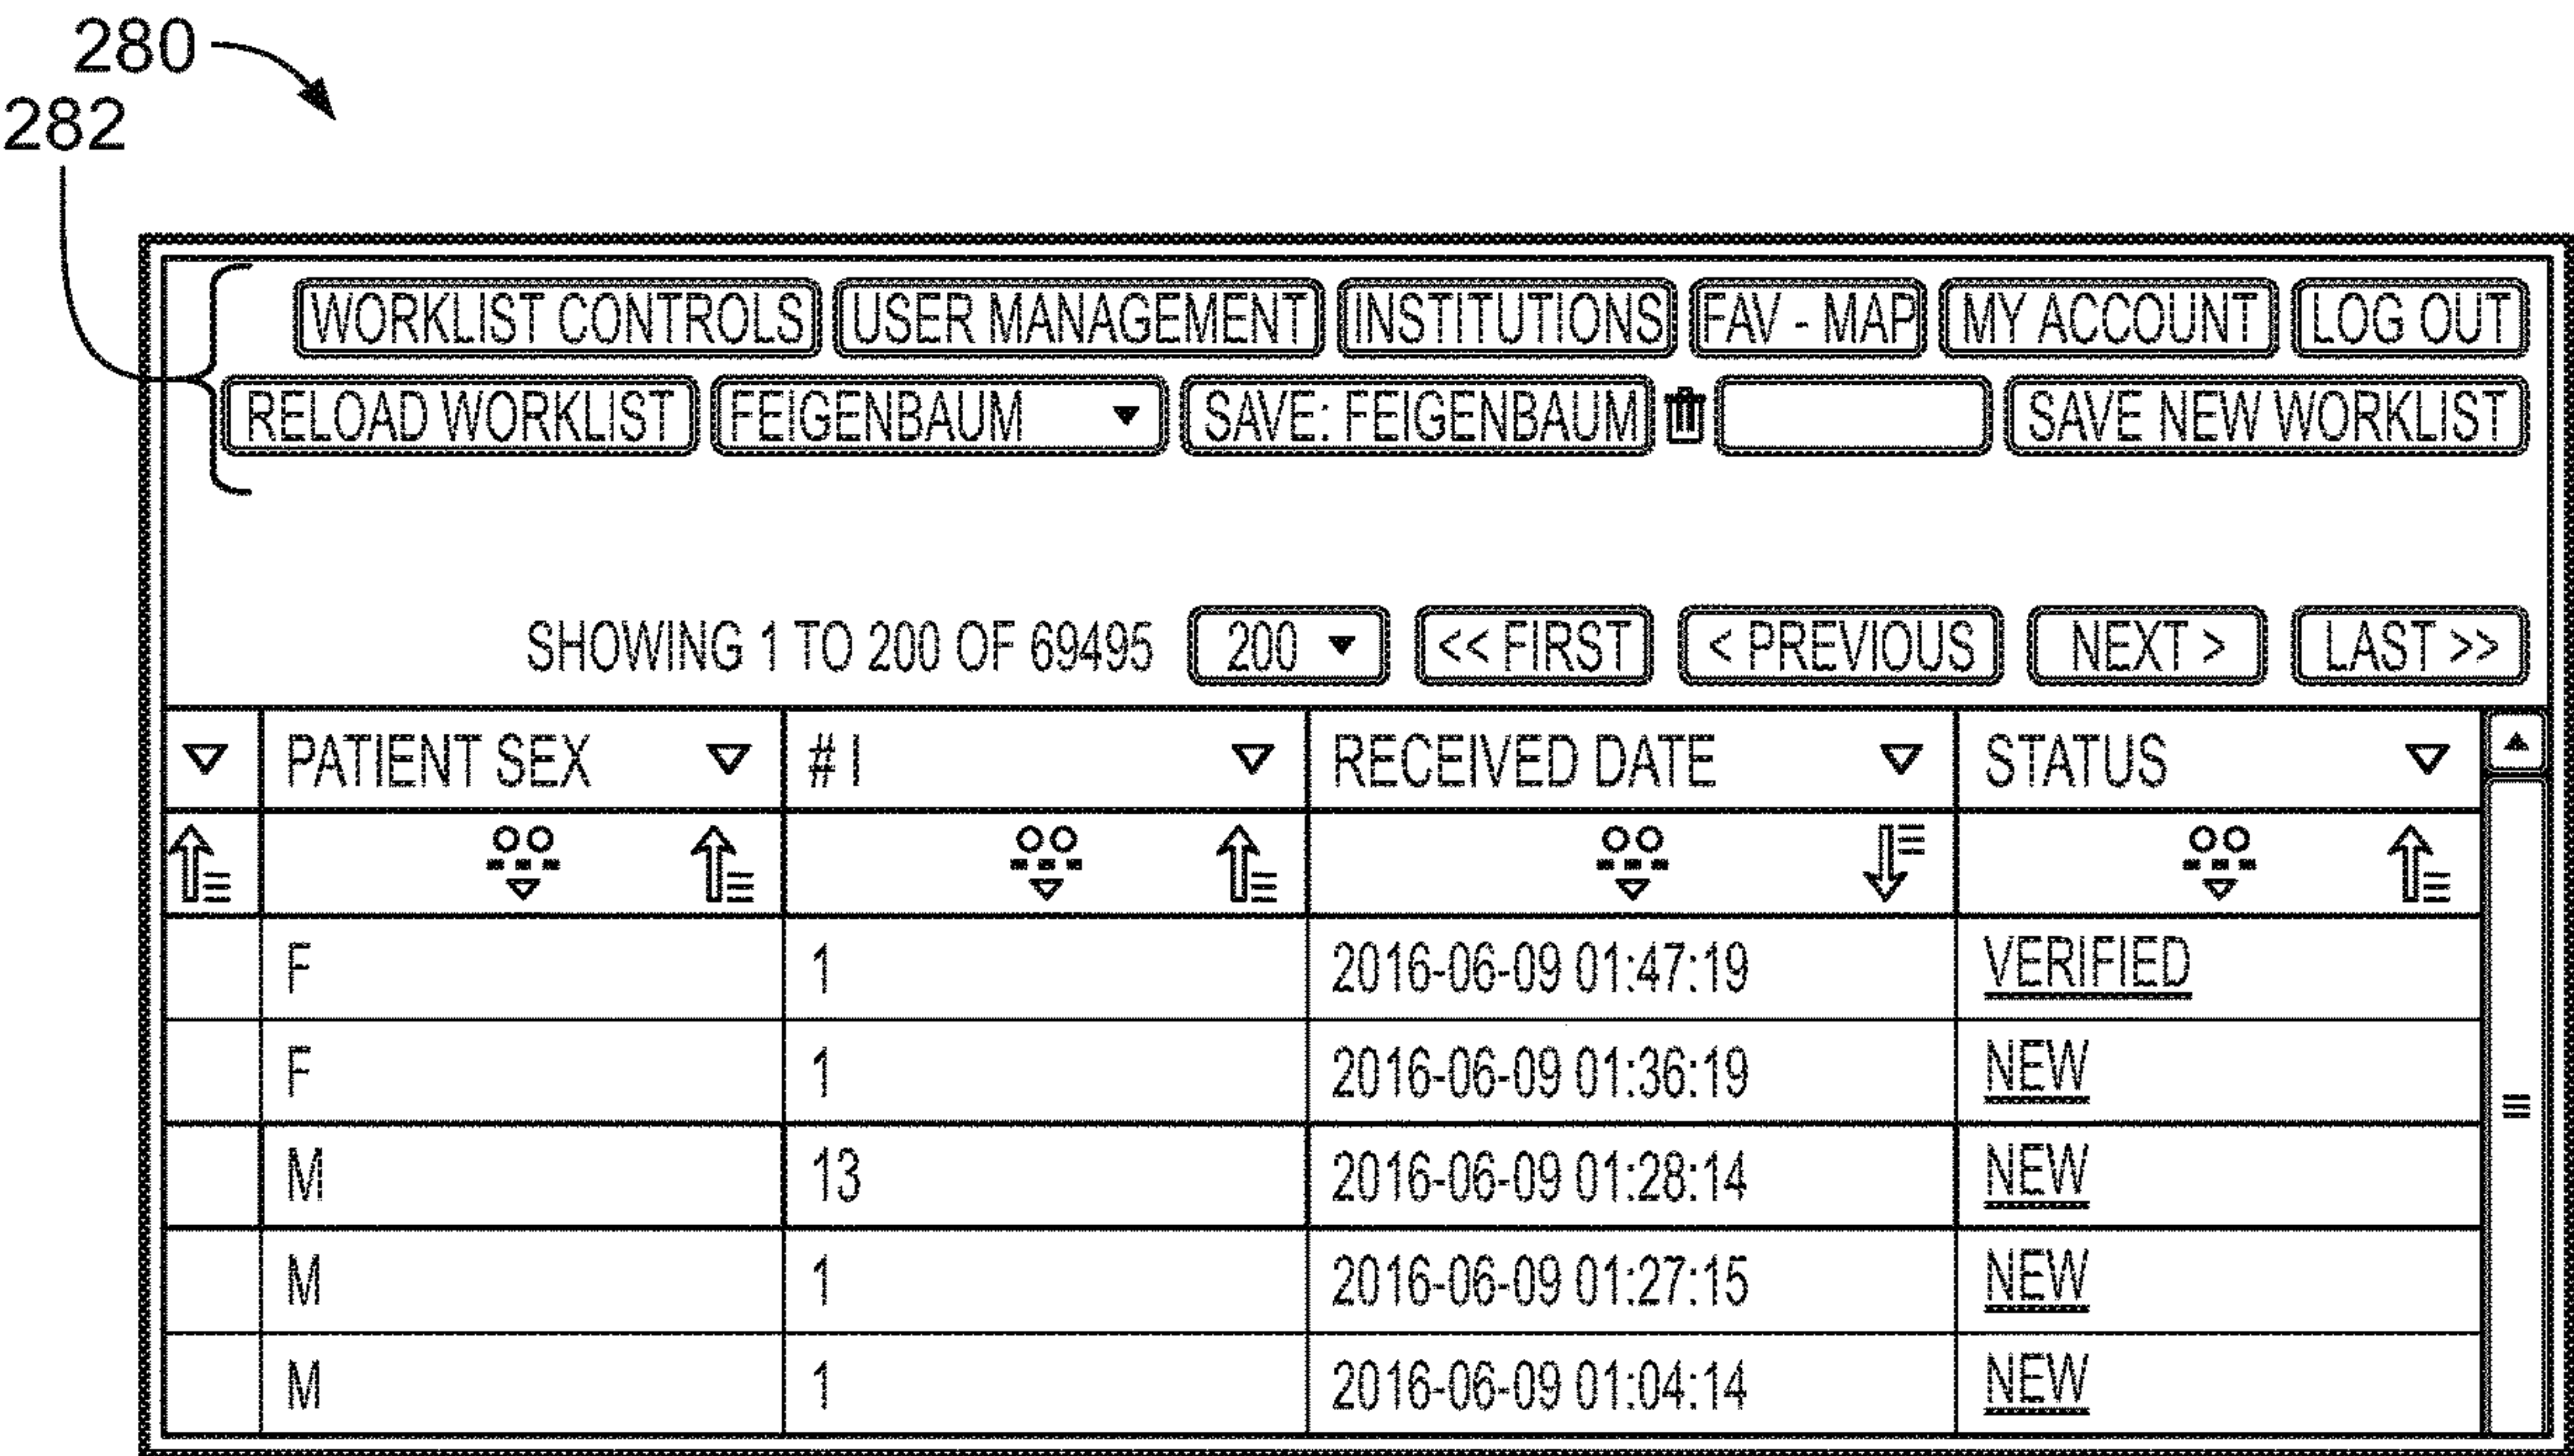 280
282
WORKLIST CONTROLS USER MANAGEMENT INSTITUTIONS FAV - MAP MY ACCOUNT LOG OUT
RELOAD WORKLIST FEIGENBAUM SAVE: FEIGENBAUM SAVE NEW WORKLIST
SHOWING 1 TO 200 OF 69495 200 << FIRST < PREVIOUS NEXT > LAST >>
PATIENT SEX # I RECEIVED DATE STATUS
F 1 2016-06-09 01:47:19 VERIFIED
F 1 2016-06-09 01:36:19 NEW
M 13 2016-06-09 01:28:14 NEW
M 1 2016-06-09 01:27:15 NEW
M 1 2016-06-09 01:04:14 NEW